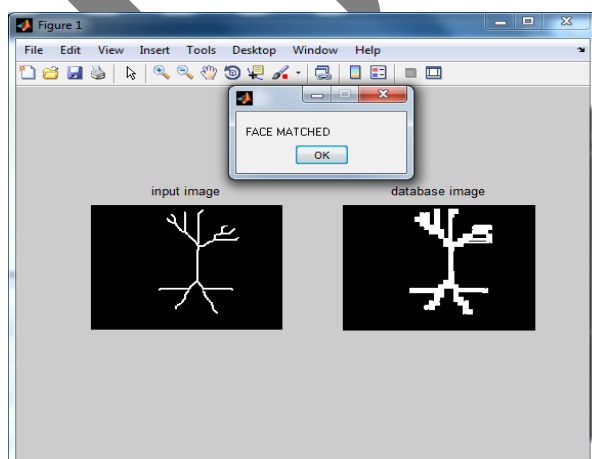 Figure 1
File Edit View Insert Tools Desktop Window Help
FACE MATCHED
OK
input image
database image